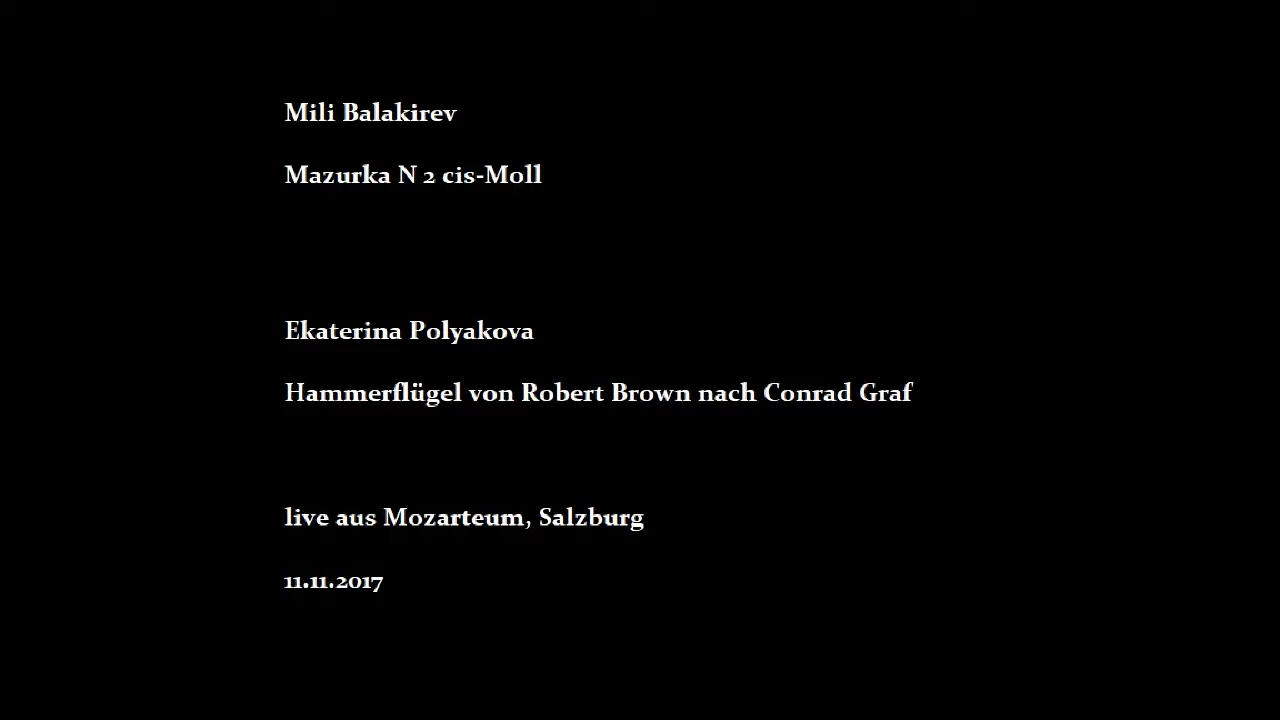 Mili Balakirev
Mazurka N 2 cis-Moll
Ekaterina Polyakova
Hammerflügel von Robert Brown nach Conrad Graf
live aus Mozarteum, Salzburg
11.11.2017